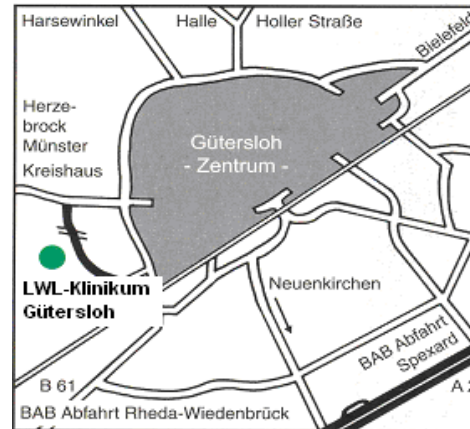 Harsewinkel
Halle
Holler Straße
Bielefeld
Herze-
brock
Münster
Kreishaus
Gütersloh
- Zentrum -
LWL-Klinikum
Gütersloh
Neuenkirchen
BAB Abfahrt
Spexard
B 61
A 2
BAB Abfahrt Rheda-Wiedenbrück